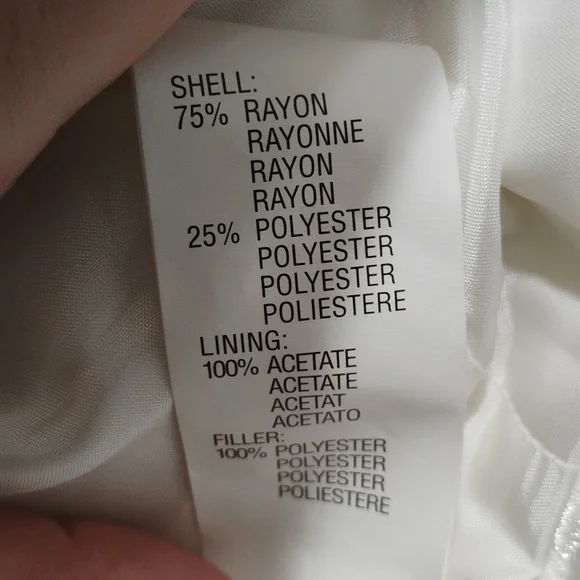 SHELL:
75% RAYON
RAYONNE
RAYON
RAYON
25% POLYESTER
POLYESTER
POLYESTER
POLIESTERE
LINING:
100% ACETATE
ACETATE
ACETAT
ACETATO
FILLER:
100% POLYESTER
POLYESTER
POLYESTER
POLIESTERE